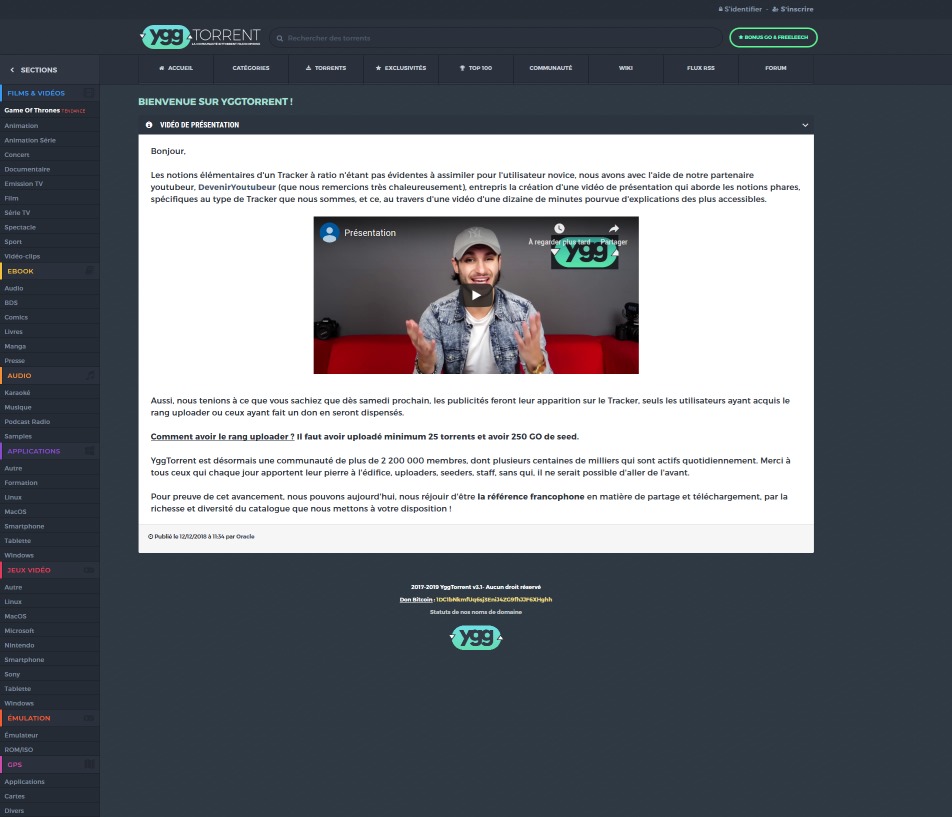 S'identifier - S'inscrire
ygg TORRENT
Rechercher des torrents
BONUS GO & FREELEECH
SECTIONS
ACCUEIL CATÉGORIES TORRENTS EXCLUSIVITÉS TOP 100 COMMUNAUTÉ WIKI FLUX RSS FORUM
FILMS & VIDÉOS
Game Of Thrones TENDANCE
Animation
Animation Série
Concert
Documentaire
Emission TV
Film
Série TV
Spectacle
Sport
Vidéo-clips
EBOOK
Audio
BDS
Comics
Livres
Manga
Presse
AUDIO
Karaoké
Musique
Podcast Radio
Samples
APPLICATIONS
Autre
Formation
Linux
MacOS
Smartphone
Tablette
Windows
JEUX VIDÉO
Autre
Linux
MacOS
Microsoft
Nintendo
Smartphone
Sony
Tablette
Windows
ÉMULATION
Émulateur
ROM/ISO
GPS
Applications
Cartes
Divers
BIENVENUE SUR YGGTORRENT !
VIDÉO DE PRÉSENTATION
Bonjour,
Les notions élémentaires d'un Tracker à ratio n'étant pas évidentes à assimiler pour l'utilisateur novice, nous avons avec l'aide de notre partenaire
youtubeur, DevenirYoutubeur (que nous remercions très chaleureusement), entrepris la création d'une vidéo de présentation qui aborde les notions phares,
spécifiques au type de Tracker que nous sommes, et ce, au travers d'une vidéo d'une dizaine de minutes pourvue d'explications des plus accessibles.
Présentation
À regarder plus tard Partager
ygg
Aussi, nous tenions à ce que vous sachiez que dès samedi prochain, les publicités feront leur apparition sur le Tracker, seuls les utilisateurs ayant acquis le
rang uploader ou ceux ayant fait un don en seront dispensés.
Comment avoir le rang uploader ? Il faut avoir uploadé minimum 25 torrents et avoir 250 GO de seed.
YggTorrent est désormais une communauté de plus de 2 200 000 membres, dont plusieurs centaines de milliers qui sont actifs quotidiennement. Merci à
tous ceux qui chaque jour apportent leur pierre à l'édifice, uploaders, seeders, staff, sans qui, il ne serait possible d'aller de l'avant.
Pour preuve de cet avancement, nous pouvons aujourd'hui, nous réjouir d'être la référence francophone en matière de partage et téléchargement, par la
richesse et diversité du catalogue que nous mettons à votre disposition !
Publié le 12/12/2018 à 11:34 par Oracle
2017-2019 YggTorrent v3.1- Aucun droit réservé
Don Bitcoin :
Statuts de nos noms de domaine
ygg